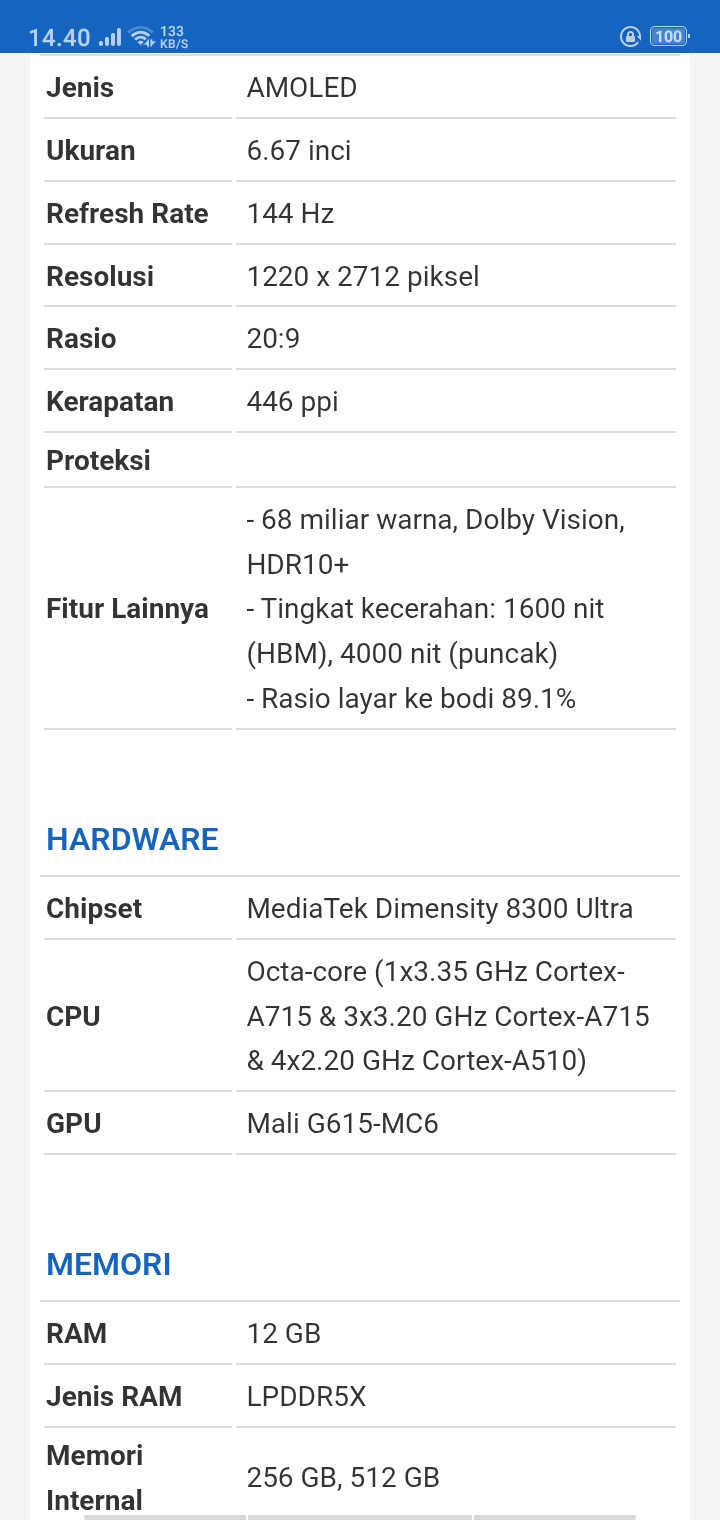 14.40 133 KB/S 100
Jenis AMOLED
Ukuran 6.67 inci
Refresh Rate 144 Hz
Resolusi 1220 x 2712 piksel
Rasio 20:9
Kerapatan 446 ppi
Proteksi
Fitur Lainnya
- 68 miliar warna, Dolby Vision,
HDR10+
- Tingkat kecerahan: 1600 nit
(HBM), 4000 nit (puncak)
- Rasio layar ke bodi 89.1%
HARDWARE
Chipset MediaTek Dimensity 8300 Ultra
CPU
Octa-core (1x3.35 GHz Cortex-
A715 & 3x3.20 GHz Cortex-A715
& 4x2.20 GHz Cortex-A510)
GPU Mali G615-MC6
MEMORI
RAM 12 GB
Jenis RAM LPDDR5X
Memori
Internal
256 GB, 512 GB